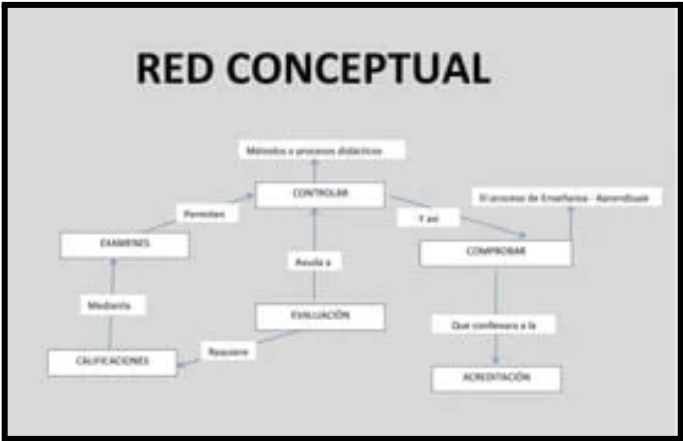 RED CONCEPTUAL
Métodos o procesos didácticos
CONTROLAR
El proceso de Enseñanza - Aprendizaje
Permiten
Y así
EXAMENES
COMPROBAR
Ayuda a
Mediante
EVALUACIÓN
Que conllevara a la
Requiere
CALIFICACIONES
ACREDITACIÓN